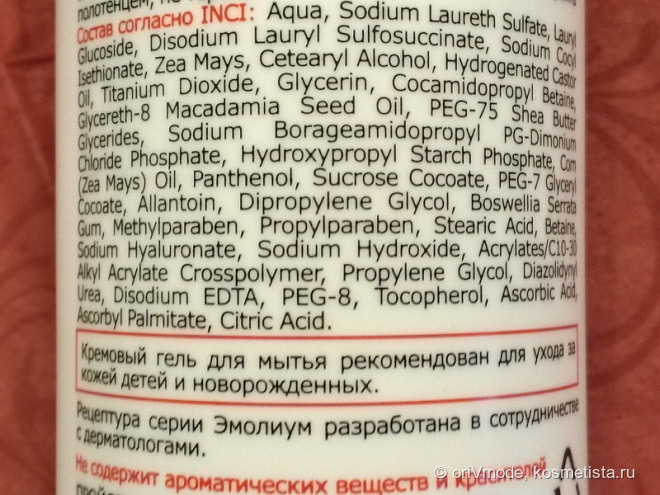 полотенцем, не
Состав согласно INCI: Aqua, Sodium Laureth Sulfate, Lauryl
Glucoside, Disodium Lauryl Sulfosuccinate, Sodium Cocyl
Isethionate, Zea Mays, Cetearyl Alcohol, Hydrogenated Castor
Oil, Titanium Dioxide, Glycerin, Cocamidopropyl Betaine,
Glycereth-8 Macadamia Seed Oil, PEG-75 Shea Butter
Glycerides, Sodium Borageamidopropyl PG-Dimonium
Chloride Phosphate, Hydroxypropyl Starch Phosphate, Corn
(Zea Mays) Oil, Panthenol, Sucrose Cocoate, PEG-7 Glyceryl
Cocoate, Allantoin, Dipropylene Glycol, Boswellia Serrata
Gum, Methylparaben, Propylparaben, Stearic Acid, Betaine,
Sodium Hyaluronate, Sodium Hydroxide, Acrylates/C10-30
Alkyl Acrylate Crosspolymer, Propylene Glycol, Diazolidynyl
Urea, Disodium EDTA, PEG-8, Tocopherol, Ascorbic Acid,
Ascorbyl Palmitate, Citric Acid.
Кремовый гель для мытья рекомендован для ухода за
кожей детей и новорожденных.
Рецептура серии Эмолиум разработана в сотрудничестве
с дерматологами.
Не содержит ароматических веществ и красителей
© oriVmode, kosmetista.ru